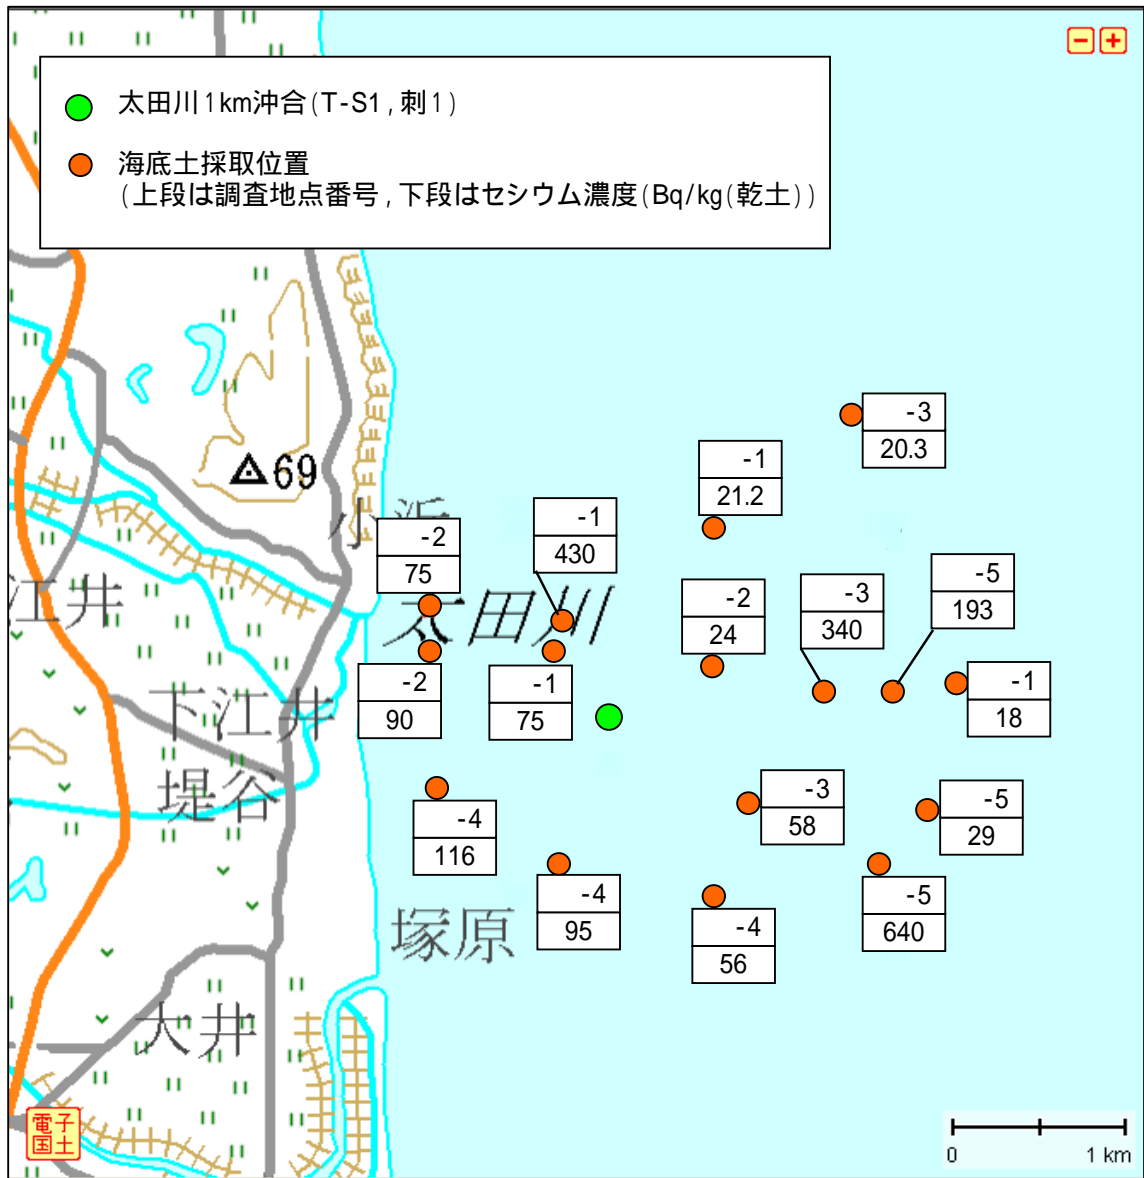 太田川1km沖合(T-S1,刺1)
海底土採取位置
(上段は調査地点番号,下段はセシウム濃度(Bq/kg(乾土))
-3
20.3
-1
21.2
69
小浜
-2
75
-1
430
-5
193
-3
340
-2
24
江井
太田川
-2
90
-1
75
-1
18
下江井
堤谷
-3
58
-5
29
-4
116
-4
95
-5
640
-4
56
塚原
大井
電子
国土
0
1 km